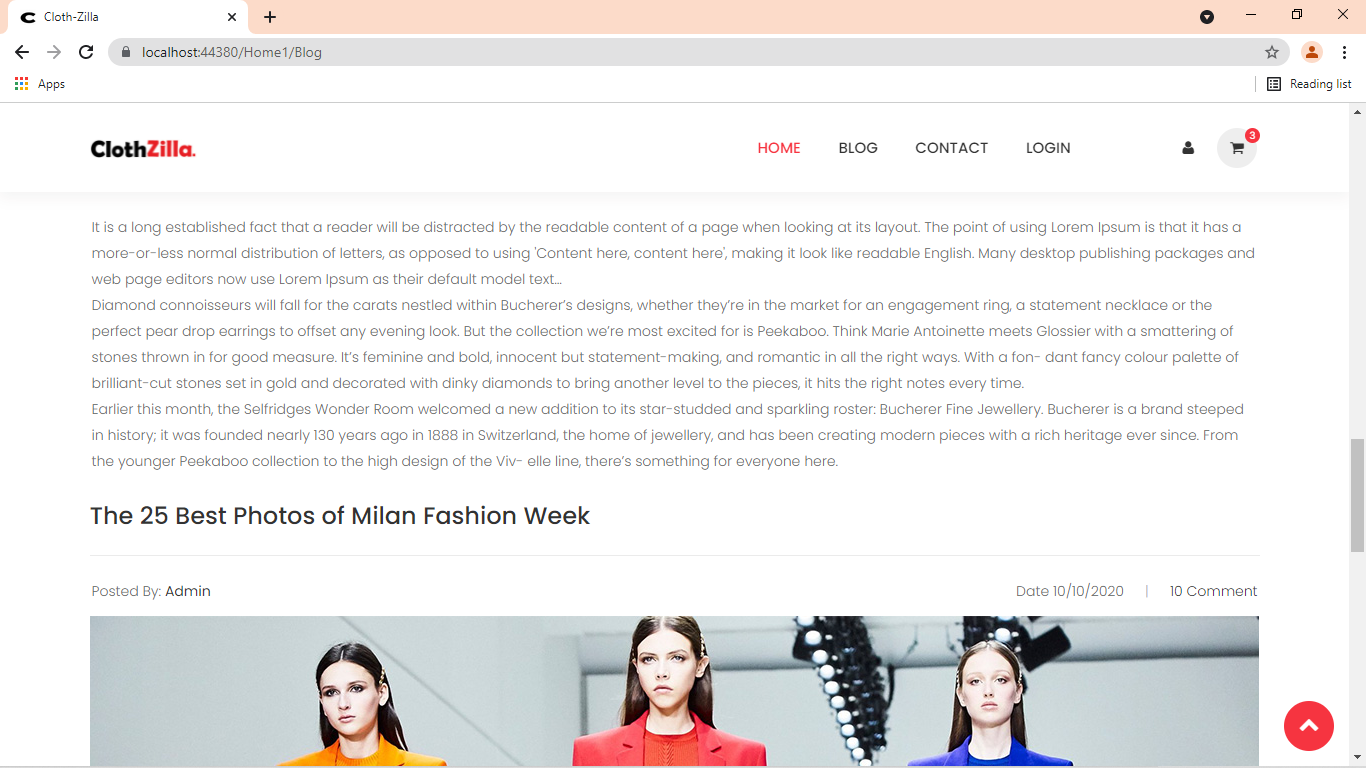 Cloth-Zilla
localhost:44380/Home1/Blog
Apps
Reading list
ClothZilla.
HOME
BLOG
CONTACT
LOGIN
3
It is a long established fact that a reader will be distracted by the readable content of a page when looking at its layout. The point of using Lorem Ipsum is that it has a
more-or-less normal distribution of letters, as opposed to using 'Content here, content here', making it look like readable English. Many desktop publishing packages and
web page editors now use Lorem Ipsum as their default model text…
Diamond connoisseurs will fall for the carats nestled within Bucherer’s designs, whether they’re in the market for an engagement ring, a statement necklace or the
perfect pear drop earrings to offset any evening look. But the collection we’re most excited for is Peekaboo. Think Marie Antoinette meets Glossier with a smattering of
stones thrown in for good measure. It’s feminine and bold, innocent but statement-making, and romantic in all the right ways. With a fon- dant fancy colour palette of
brilliant-cut stones set in gold and decorated with dinky diamonds to bring another level to the pieces, it hits the right notes every time.
Earlier this month, the Selfridges Wonder Room welcomed a new addition to its star-studded and sparkling roster: Bucherer Fine Jewellery. Bucherer is a brand steeped
in history; it was founded nearly 130 years ago in 1888 in Switzerland, the home of jewellery, and has been creating modern pieces with a rich heritage ever since. From
the younger Peekaboo collection to the high design of the Viv- elle line, there’s something for everyone here.
The 25 Best Photos of Milan Fashion Week
Posted By: Admin
Date 10/10/2020 | 10 Comment